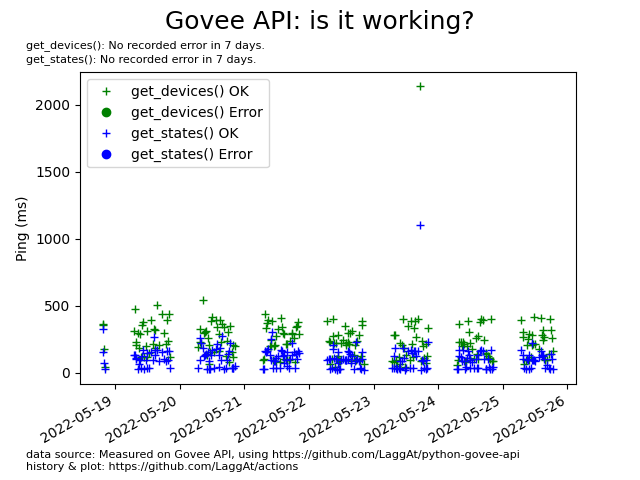 Govee API: is it working?
get_devices(): No recorded error in 7 days.
get_states(): No recorded error in 7 days.
get_devices() OK
get_devices() Error
get_states() OK
get_states() Error
Ping (ms)
2000
1500
1000
500
0
2022-05-19
2022-05-20
2022-05-21
2022-05-22
2022-05-23
2022-05-24
2022-05-25
2022-05-26
data source: Measured on Govee API, using https://github.com/LaggAt/python-govee-api
history & plot: https://github.com/LaggAt/actions